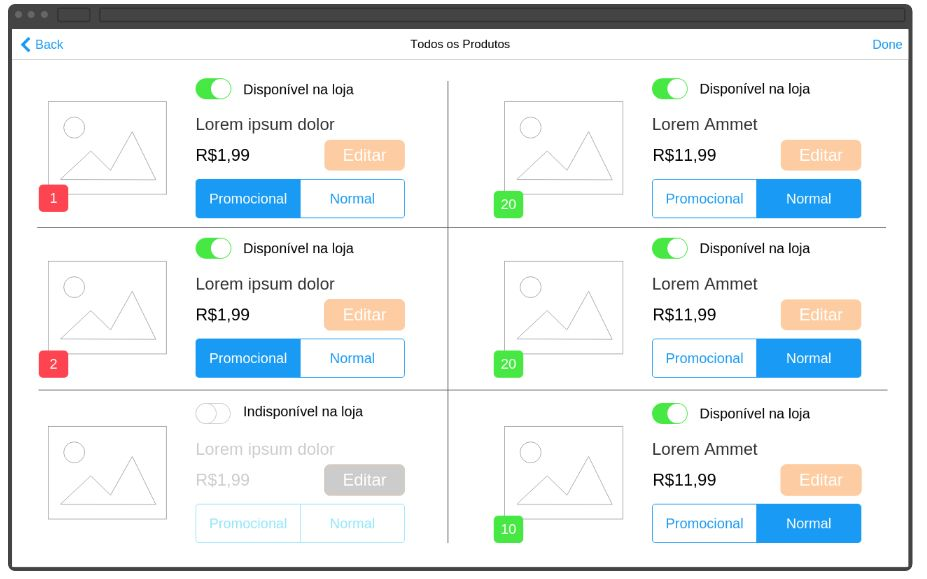 Back Todos os Produtos Done
Disponível na loja
Lorem ipsum dolor
R$1,99 Editar
1
Promocional Normal
Disponível na loja
Lorem Ammet
R$11,99 Editar
20
Promocional Normal
Disponível na loja
Lorem ipsum dolor
R$1,99 Editar
2
Promocional Normal
Disponível na loja
Lorem Ammet
R$11,99 Editar
20
Promocional Normal
Indisponível na loja
Lorem ipsum dolor
R$1,99 Editar
Promocional Normal
Disponível na loja
Lorem Ammet
R$11,99 Editar
10
Promocional Normal